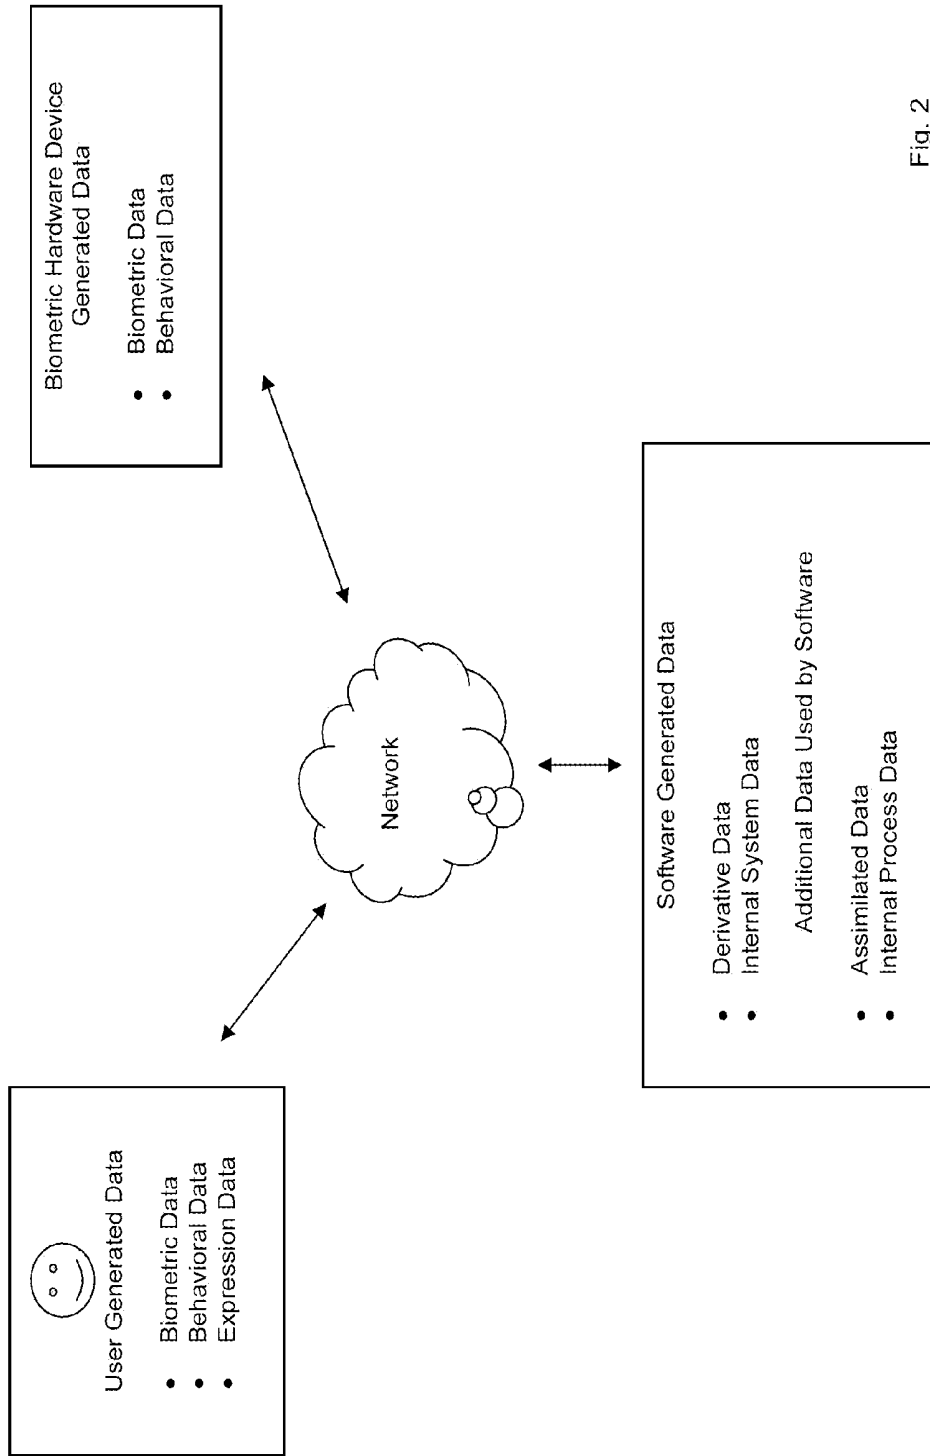 User Generated Data
• Biometric Data
• Behavioral Data
• Expression Data
Biometric Hardware Device
Generated Data
• Biometric Data
• Behavioral Data
Network
Software Generated Data
• Derivative Data
• Internal System Data
Additional Data Used by Software
• Assimilated Data
• Internal Process Data
Fig. 2